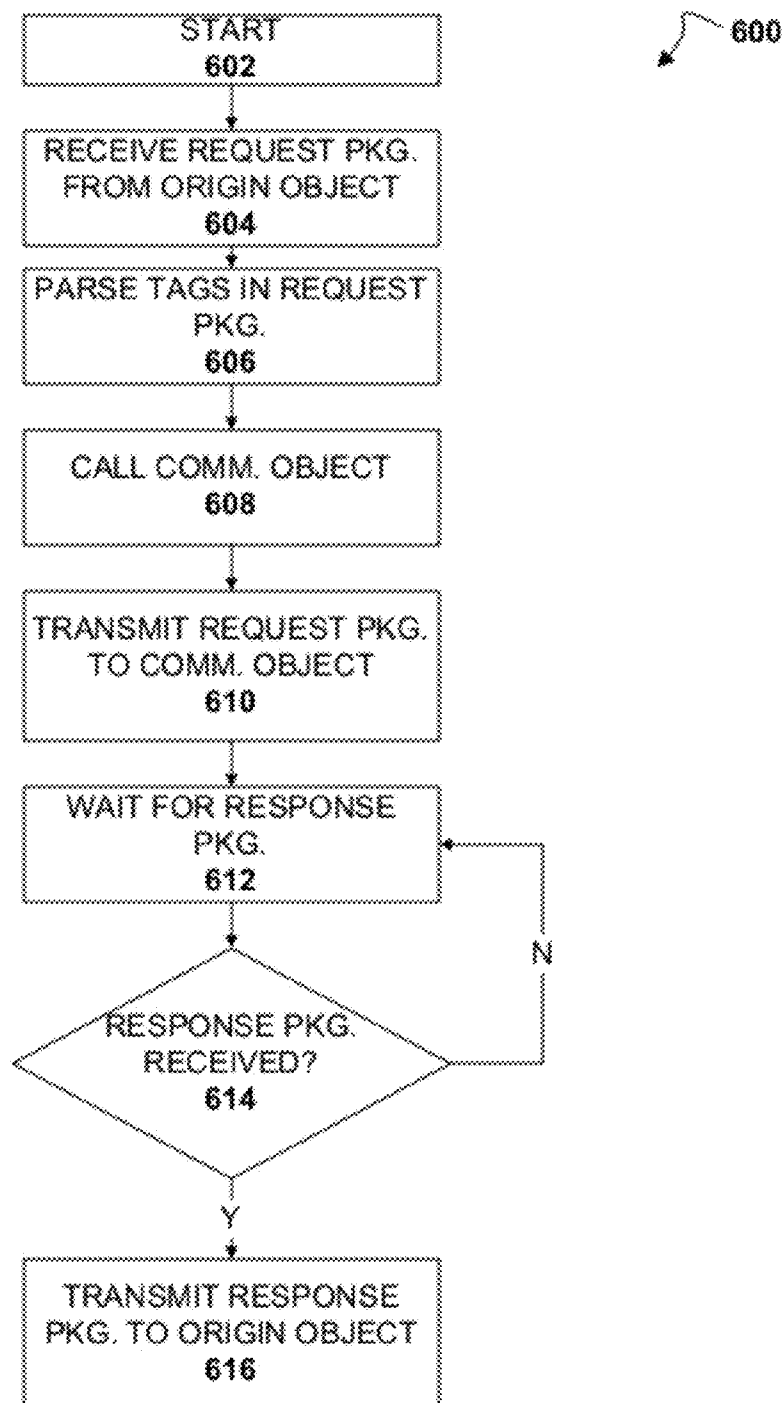 START
602
600
RECEIVE REQUEST PKG.
FROM ORIGIN OBJECT
604
PARSE TAGS IN REQUEST
PKG.
606
CALL COMM. OBJECT
608
TRANSMIT REQUEST PKG.
TO COMM. OBJECT
610
WAIT FOR RESPONSE
PKG.
612
N
RESPONSE PKG.
RECEIVED?
614
Y
TRANSMIT RESPONSE
PKG. TO ORIGIN OBJECT
616